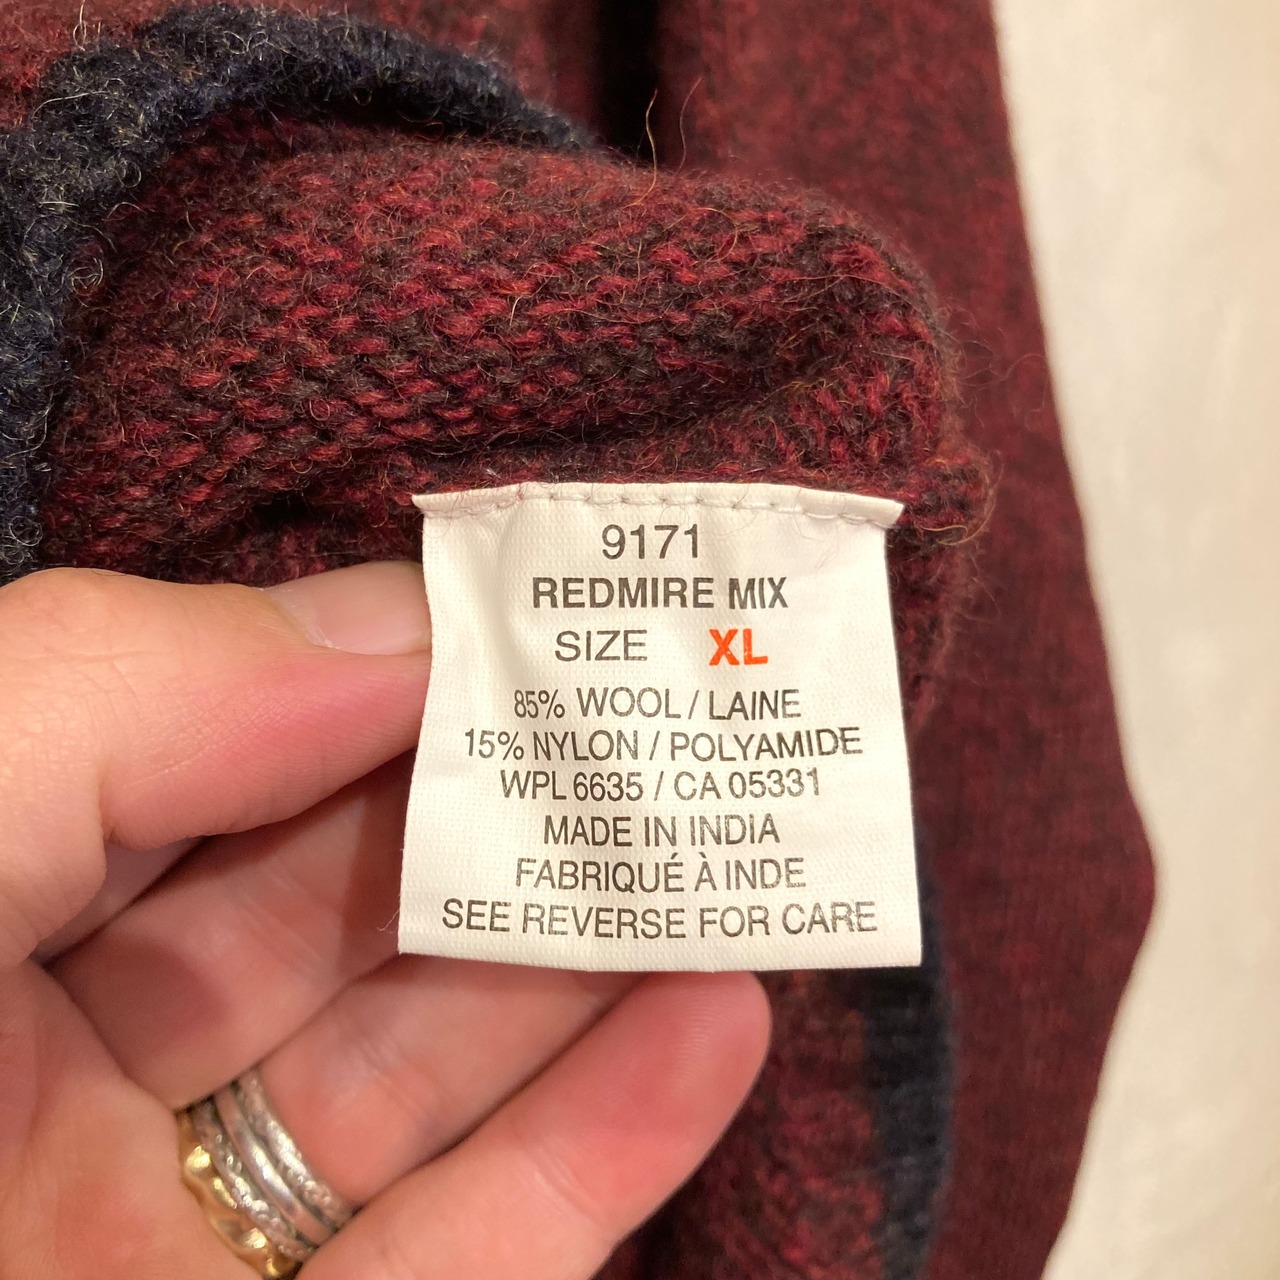 9171
REDMIRE MIX
SIZE XL
85% WOOL / LAINE
15% NYLON / POLYAMIDE
WPL 6635 / CA 05331
MADE IN INDIA
FABRIQUÉ À INDE
SEE REVERSE FOR CARE